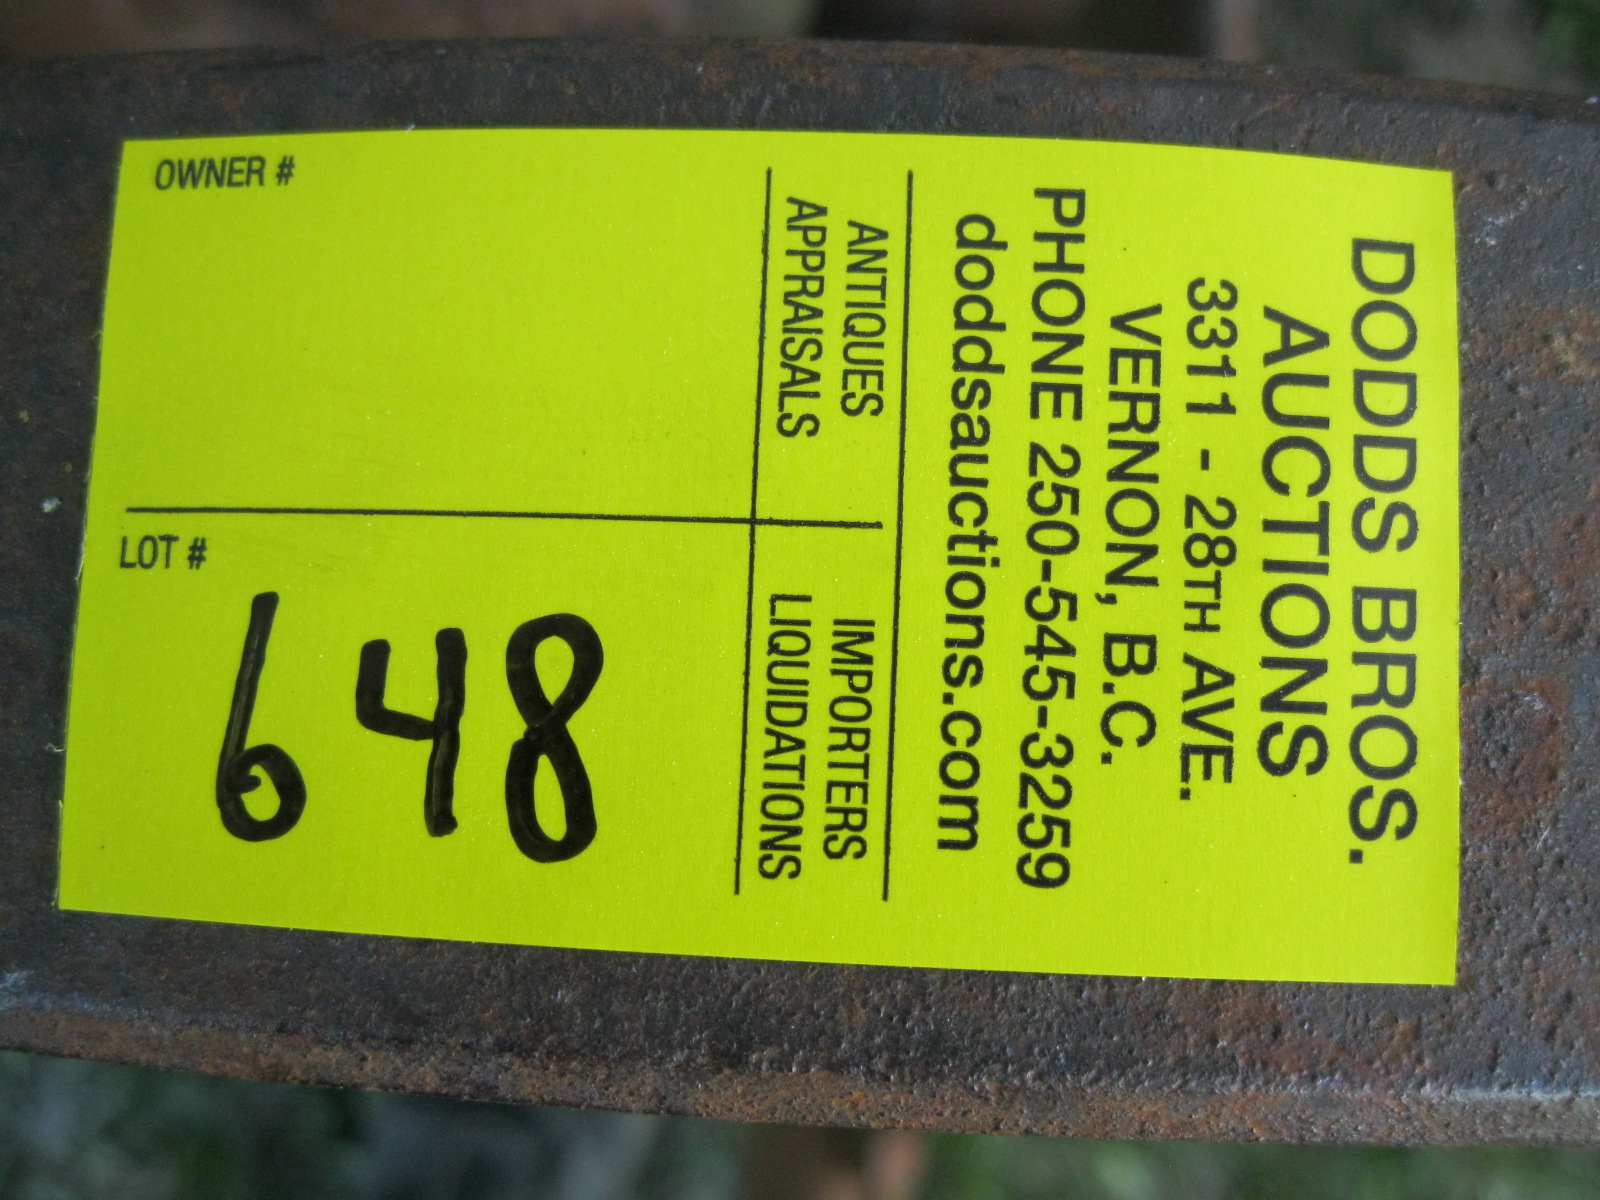 DODDS BROS.
AUCTIONS
3311 - 28TH AVE.
VERNON, B.C.
PHONE 250-545-3259
doddsauctions.com
ANTIQUES
APPRAISALS
IMPORTERS
LIQUIDATIONS
OWNER #
LOT #
648